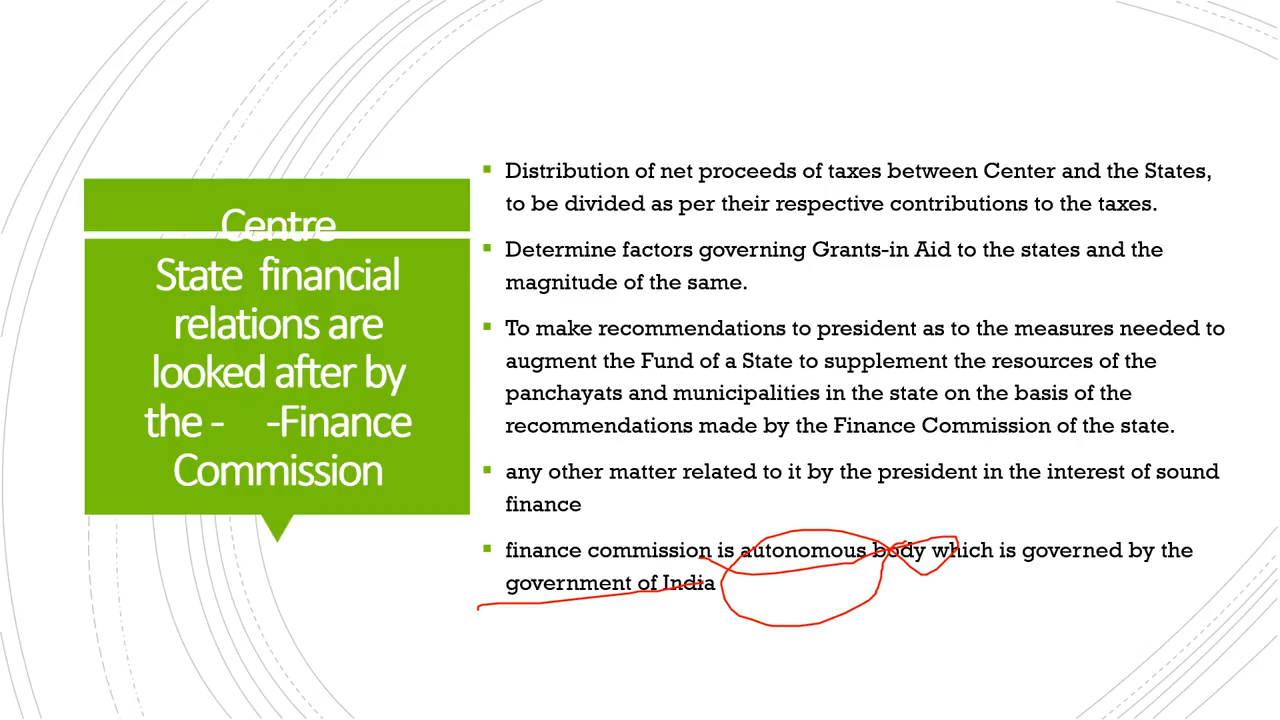 Centre
State financial
relations are
looked after by
the - -Finance
Commission
▪ Distribution of net proceeds of taxes between Center and the States,
to be divided as per their respective contributions to the taxes.
▪ Determine factors governing Grants-in Aid to the states and the
magnitude of the same.
▪ To make recommendations to president as to the measures needed to
augment the Fund of a State to supplement the resources of the
panchayats and municipalities in the state on the basis of the
recommendations made by the Finance Commission of the state.
▪ any other matter related to it by the president in the interest of sound
finance
▪ finance commission is autonomous body which is governed by the
government of India